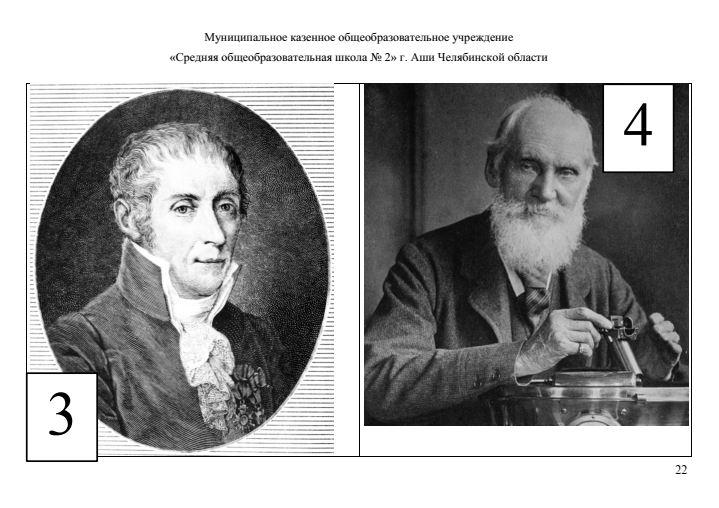 Муниципальное казенное общеобразовательное учреждение
«Средняя общеобразовательная школа № 2» г. Аши Челябинской области
4
3
22